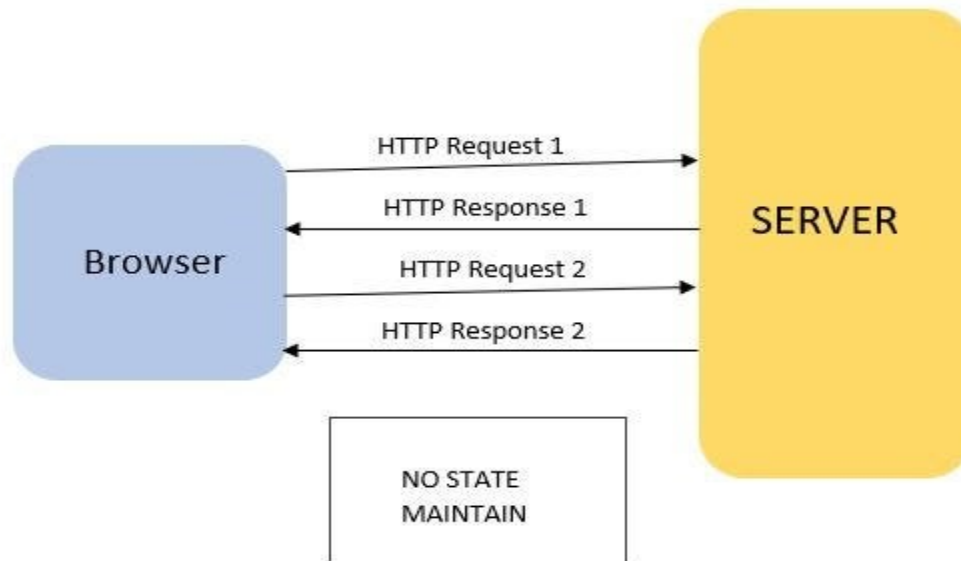 HTTP Request 1
HTTP Response 1
SERVER
Browser
HTTP Request 2
HTTP Response 2
NO STATE
MAINTAIN